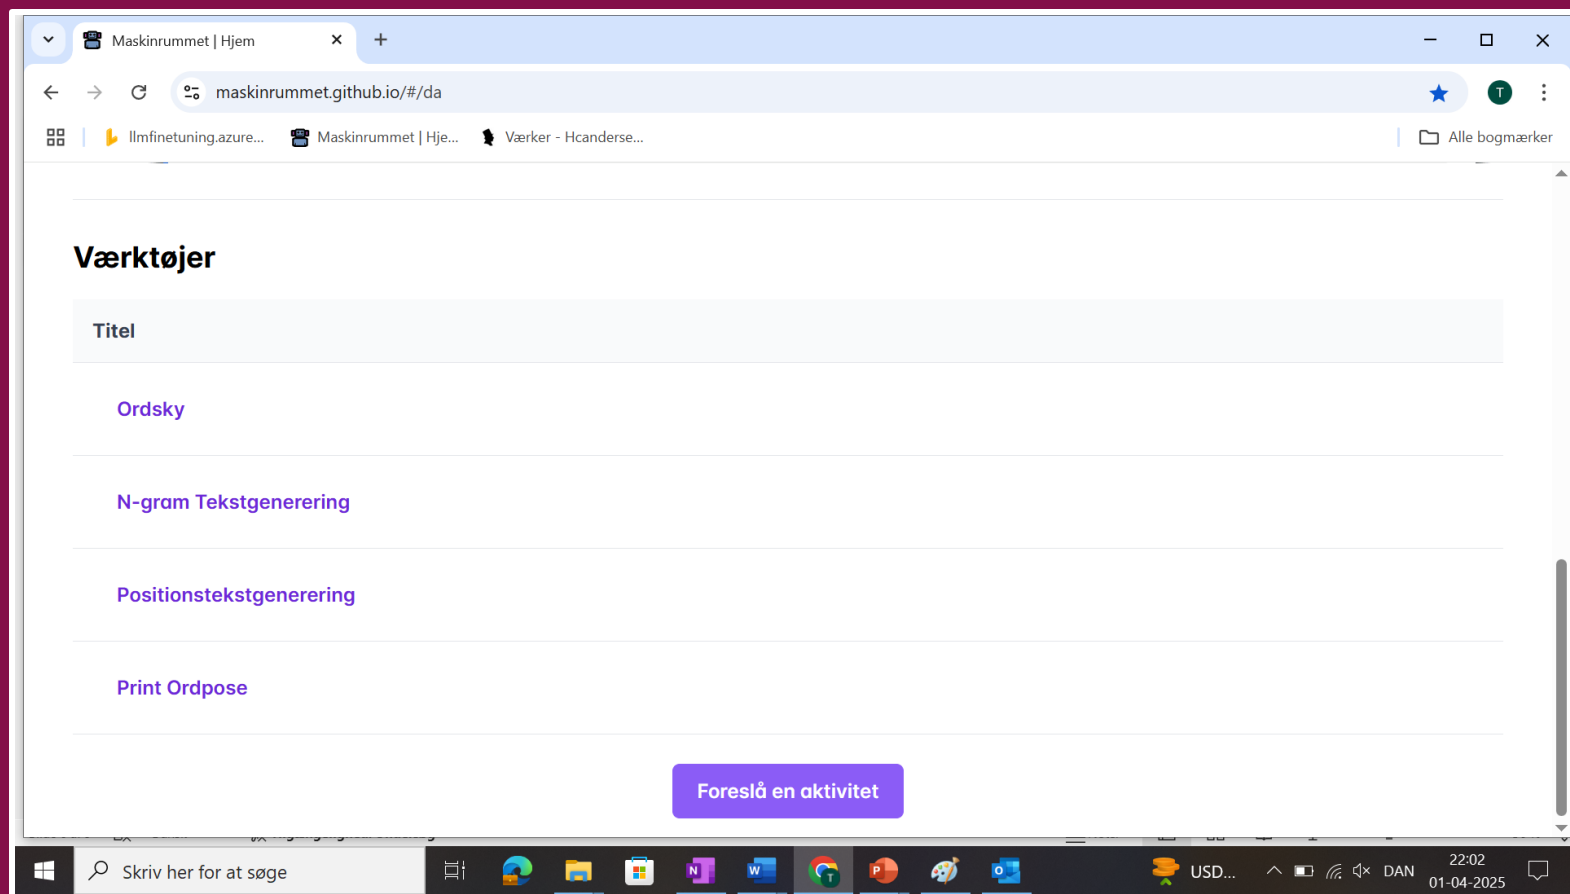 Maskinrummet | Hjem
maskinrummet.github.io/#/da
T
llmfinetuning.azure... Maskinrummet | Hje... Værker - Hcanderse... Alle bogmærker
Værktøjer
Titel
Ordsky
N-gram Tekstgenerering
Positionstekstgenerering
Print Ordpose
Foreslå en aktivitet
Skriv her for at søge
USD... DAN
22:02
01-04-2025